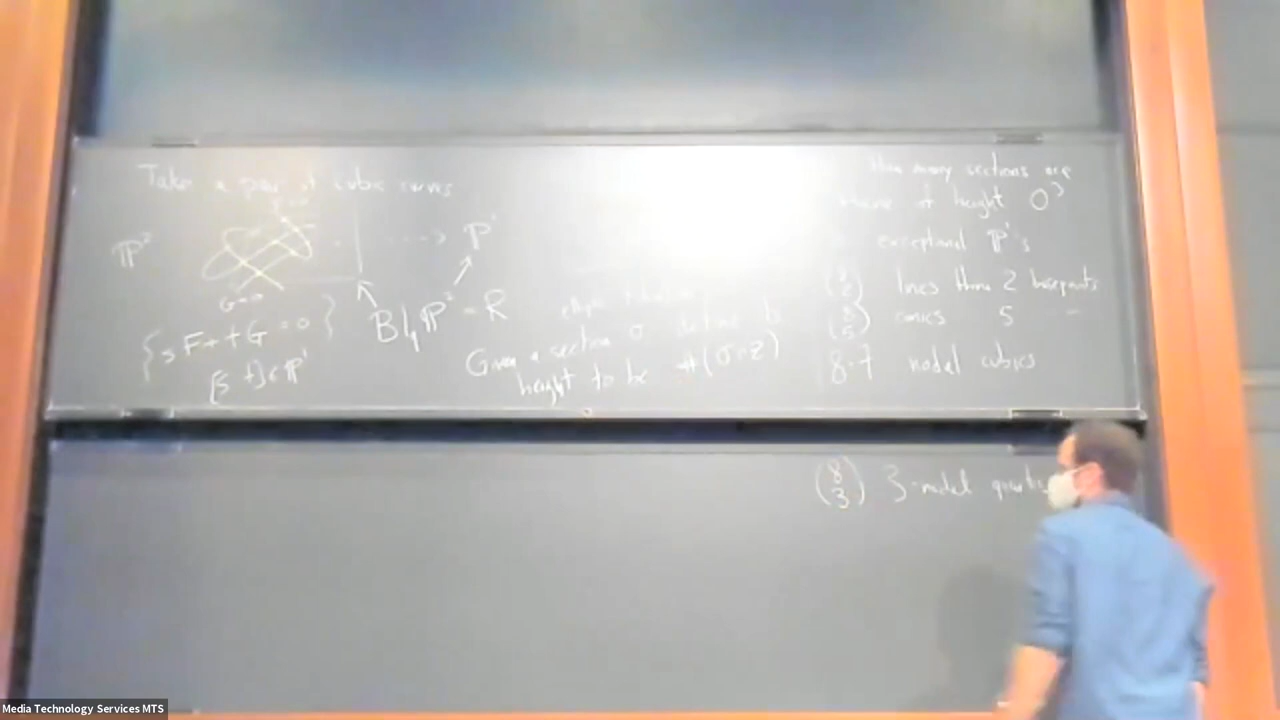 Take a pair of cubic curves
ℙ²
G=0
{sF+tG=0}
[s t]∈ℙ¹
Bl₉ℙ² = R
ℙ¹
Given a section σ define its
height to be #(σ∩z)
How many sections are
there of height 0?
exceptional ℙ¹'s
(8 2) lines thru 2 basepoints
(8 5) conics 5 -
8·7 nodal cubics
(8 3) 3-nodal
Media Technology Services MTS